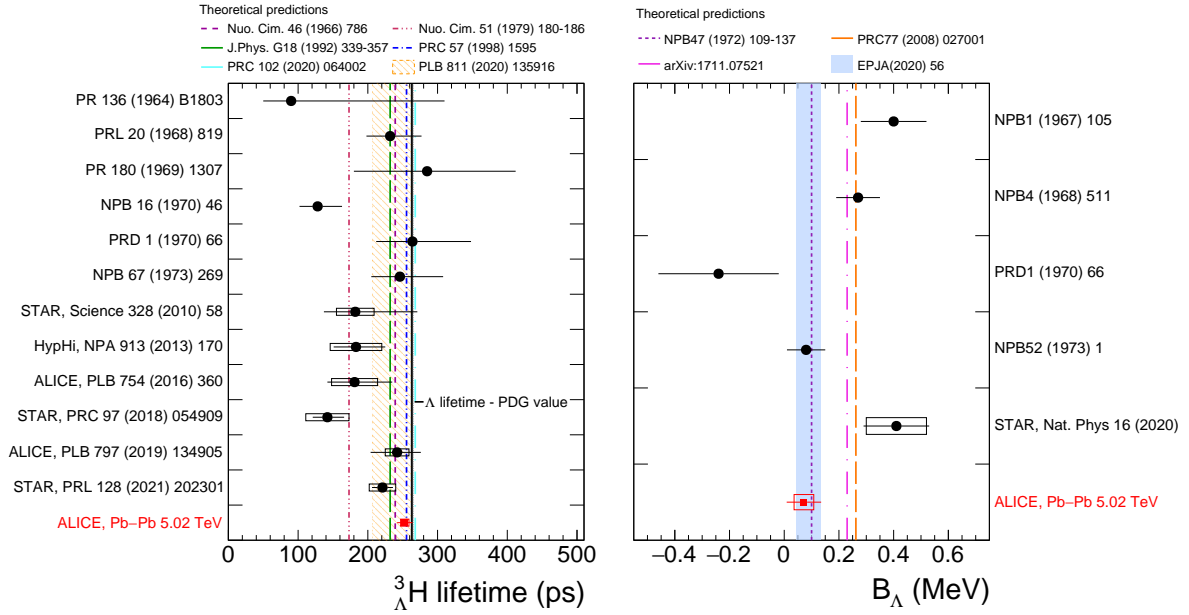 Theoretical predictions
Nuo. Cim. 46 (1966) 786
Nuo. Cim. 51 (1979) 180-186
J.Phys. G18 (1992) 339-357
PRC 57 (1998) 1595
PRC 102 (2020) 064002
PLB 811 (2020) 135916
PR 136 (1964) B1803
PRL 20 (1968) 819
PR 180 (1969) 1307
NPB 16 (1970) 46
PRD 1 (1970) 66
NPB 67 (1973) 269
STAR, Science 328 (2010) 58
HypHi, NPA 913 (2013) 170
ALICE, PLB 754 (2016) 360
Λ lifetime - PDG value
STAR, PRC 97 (2018) 054909
ALICE, PLB 797 (2019) 134905
STAR, PRL 128 (2021) 202301
ALICE, Pb−Pb 5.02 TeV
0 100 200 300 400 500
³ΛH lifetime (ps)
Theoretical predictions
NPB47 (1972) 109-137
PRC77 (2008) 027001
arXiv:1711.07521
EPJA(2020) 56
NPB1 (1967) 105
NPB4 (1968) 511
PRD1 (1970) 66
NPB52 (1973) 1
STAR, Nat. Phys 16 (2020)
ALICE, Pb−Pb 5.02 TeV
−0.4 −0.2 0 0.2 0.4 0.6
BΛ (MeV)